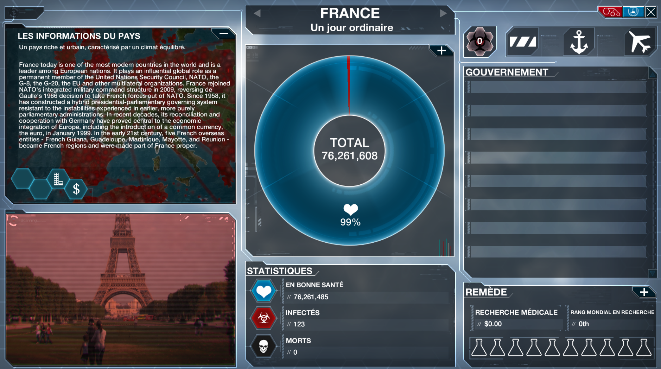 LES INFORMATIONS DU PAYS
Un pays riche et urbain, caractérisé par un climat équilibré.
France today is one of the most modern countries in the world and is a
leader among European nations. It plays an influential global role as a
permanent member of the United Nations Security Council, NATO, the
G-8, the G-20, the EU and other multilateral organizations. France rejoined
NATO's integrated military command structure in 2009, reversing de
Gaulle's 1966 decision to take French forces out of NATO. Since 1958, it
has constructed a hybrid presidential-parliamentary governing system
resistant to the instabilities experienced in earlier, more purely
parliamentary administrations. In recent decades, its reconciliation and
cooperation with Germany have proved central to the economic
integration of Europe, including the introduction of a common currency,
the euro, in January 1999. In the early 21st century, five French overseas
entities - French Guiana, Guadeloupe, Martinique, Mayotte, and Reunion -
became French regions and were made part of France proper.
$
FRANCE
Un jour ordinaire
TOTAL
76,261,608
99%
STATISTIQUES
EN BONNE SANTÉ
// 76,261,485
INFECTÉS
// 123
MORTS
// 0
0
GOUVERNEMENT
REMÈDE
RECHERCHE MÉDICALE
// $0.00
RANG MONDIAL EN RECHERCHE
// 0th